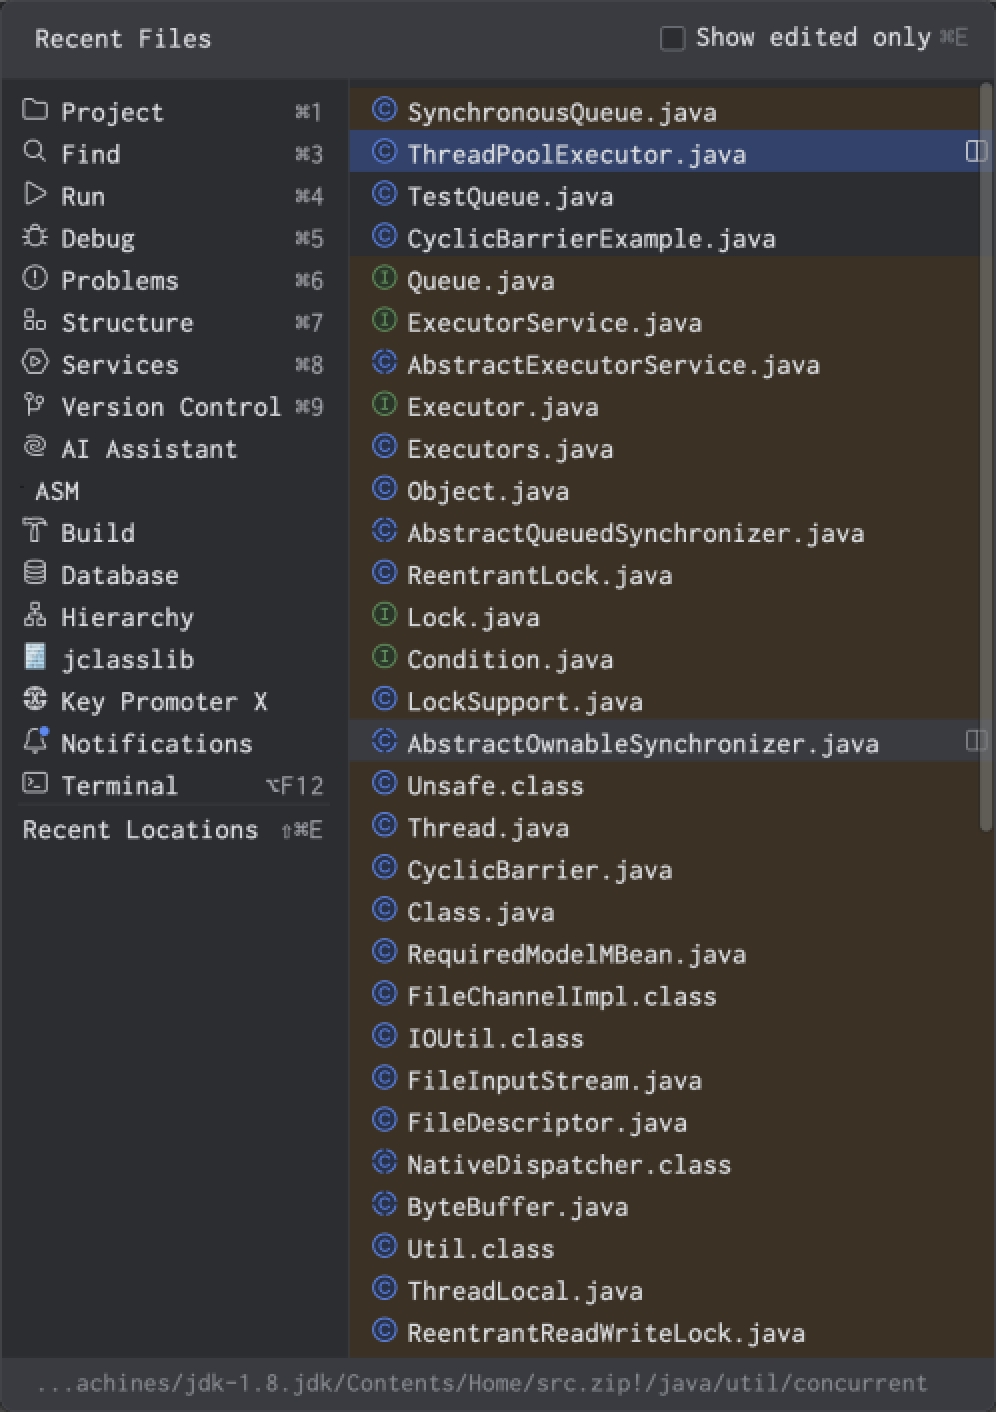 Recent Files
Show edited only ⌘E
Project ⌘1
Find ⌘3
Run ⌘4
Debug ⌘5
Problems ⌘6
Structure ⌘7
Services ⌘8
Version Control ⌘9
AI Assistant
ASM
Build
Database
Hierarchy
jclasslib
Key Promoter X
Notifications
Terminal ⌥F12
Recent Locations ⇧⌘E
SynchronousQueue.java
ThreadPoolExecutor.java
TestQueue.java
CyclicBarrierExample.java
Queue.java
ExecutorService.java
AbstractExecutorService.java
Executor.java
Executors.java
Object.java
AbstractQueuedSynchronizer.java
ReentrantLock.java
Lock.java
Condition.java
LockSupport.java
AbstractOwnableSynchronizer.java
Unsafe.class
Thread.java
CyclicBarrier.java
Class.java
RequiredModelMBean.java
FileChannelImpl.class
IOUtil.class
FileInputStream.java
FileDescriptor.java
NativeDispatcher.class
ByteBuffer.java
Util.class
ThreadLocal.java
ReentrantReadWriteLock.java
...achines/jdk-1.8.jdk/Contents/Home/src.zip!/java/util/concurrent